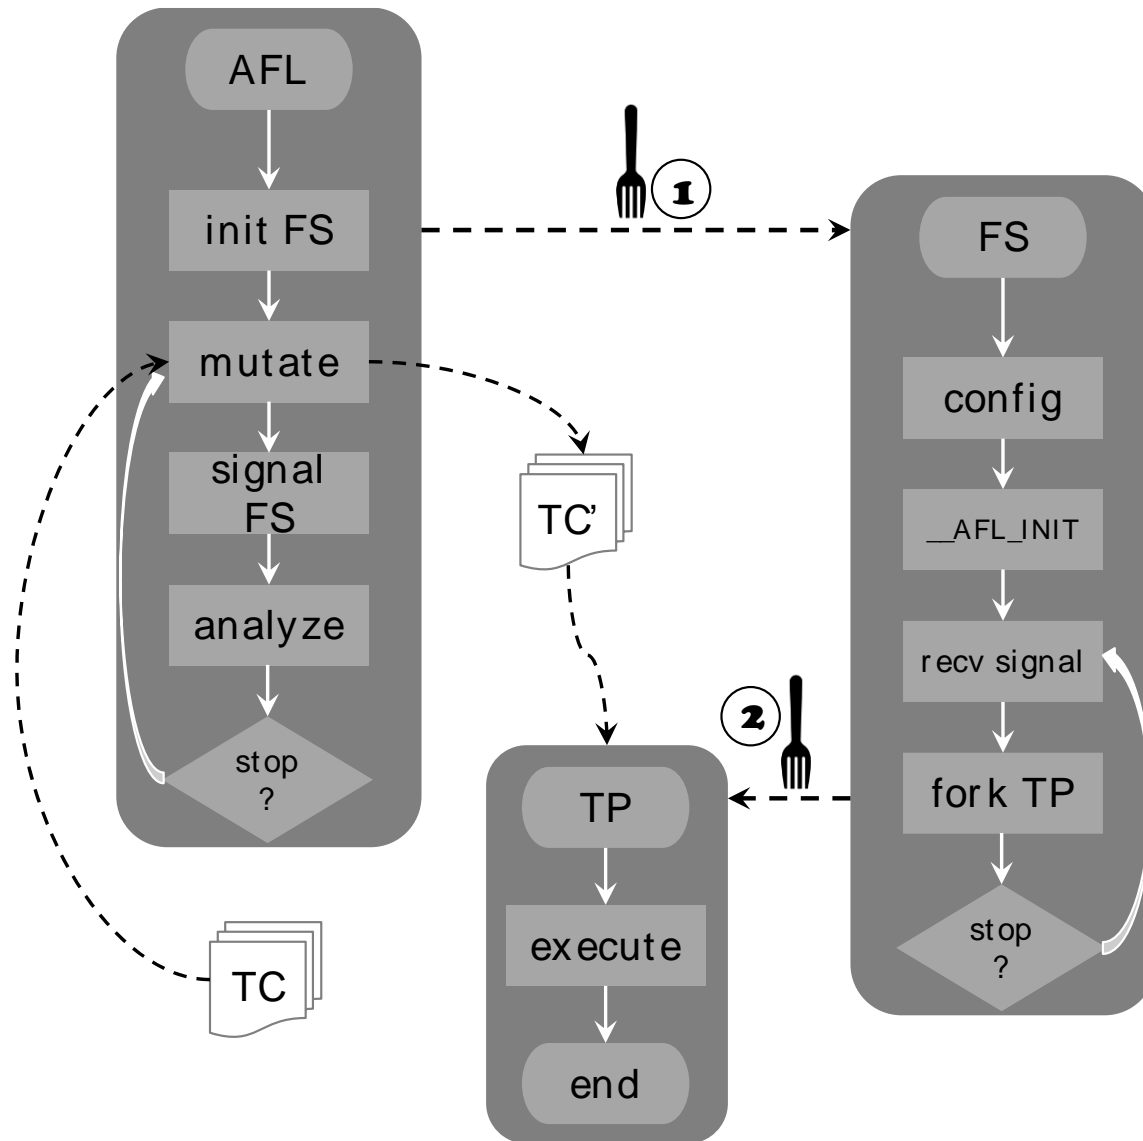 AFL
init FS
mutate
signal
FS
analyze
stop
?
TC
1
TC’
2
TP
execute
end
FS
config
__AFL_INIT
recv signal
fork TP
stop
?